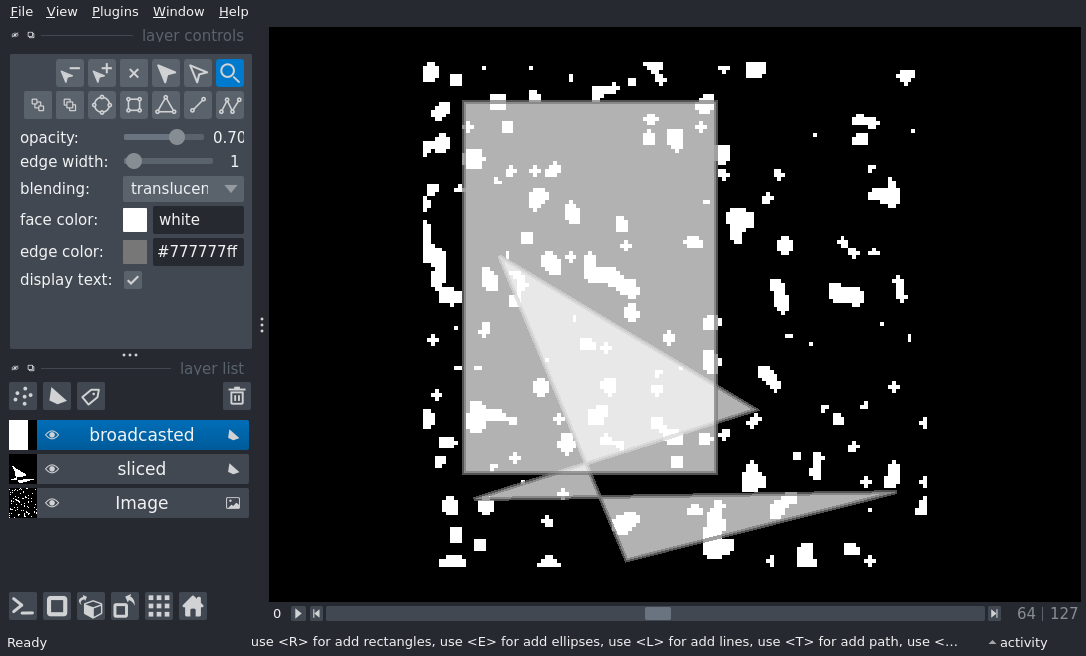 File View Plugins Window Help
layer controls
opacity: 0.70
edge width: 1
blending: translucen
face color: white
edge color: #777777ff
display text:
layer list
broadcasted
sliced
Image
0 64 | 127
Ready use <R> for add rectangles, use <E> for add ellipses, use <L> for add lines, use <T> for add path, use <... activity